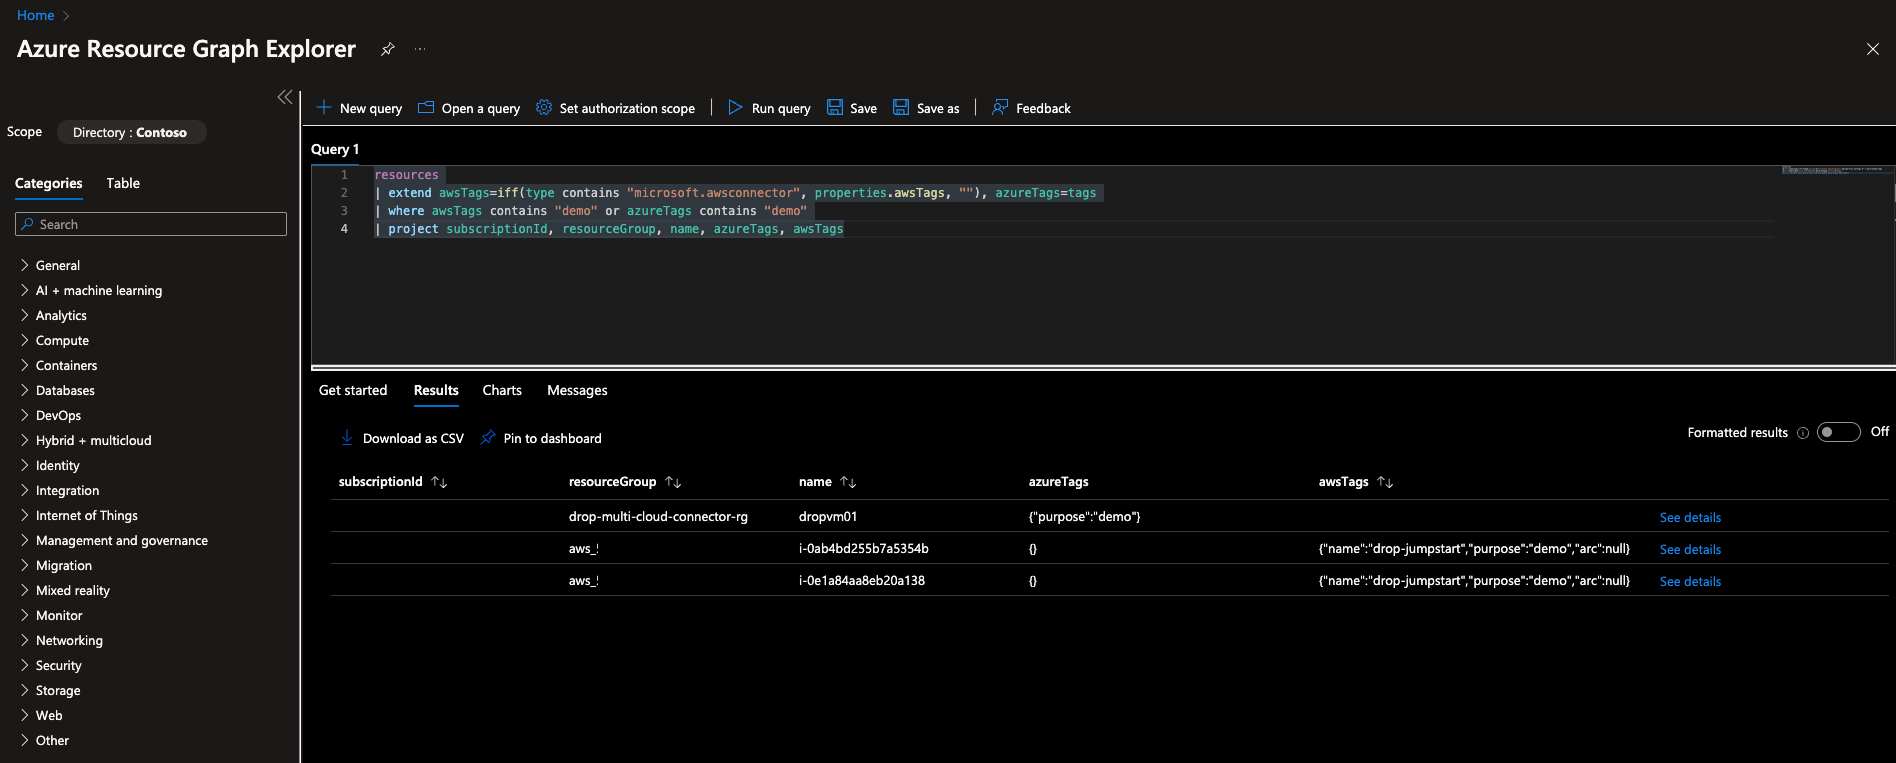 Home
Azure Resource Graph Explorer
Scope
Directory : Contoso
Categories Table
Search
General
AI + machine learning
Analytics
Compute
Containers
Databases
DevOps
Hybrid + multicloud
Identity
Integration
Internet of Things
Management and governance
Migration
Mixed reality
Monitor
Networking
Security
Storage
Web
Other
New query Open a query Set authorization scope Run query Save Save as Feedback
Query 1
1 resources
2 | extend awsTags=iff(type contains "microsoft.awsconnector", properties.awsTags, ""), azureTags=tags
3 | where awsTags contains "demo" or azureTags contains "demo"
4 | project subscriptionId, resourceGroup, name, azureTags, awsTags
Get started Results Charts Messages
Download as CSV Pin to dashboard
Formatted results Off
subscriptionId resourceGroup name azureTags awsTags
drop-multi-cloud-connector-rg dropvm01 {"purpose":"demo"} See details
aws_ i-0ab4bd255b7a5354b {} {"name":"drop-jumpstart","purpose":"demo","arc":null} See details
aws_ i-0e1a84aa8eb20a138 {} {"name":"drop-jumpstart","purpose":"demo","arc":null} See details